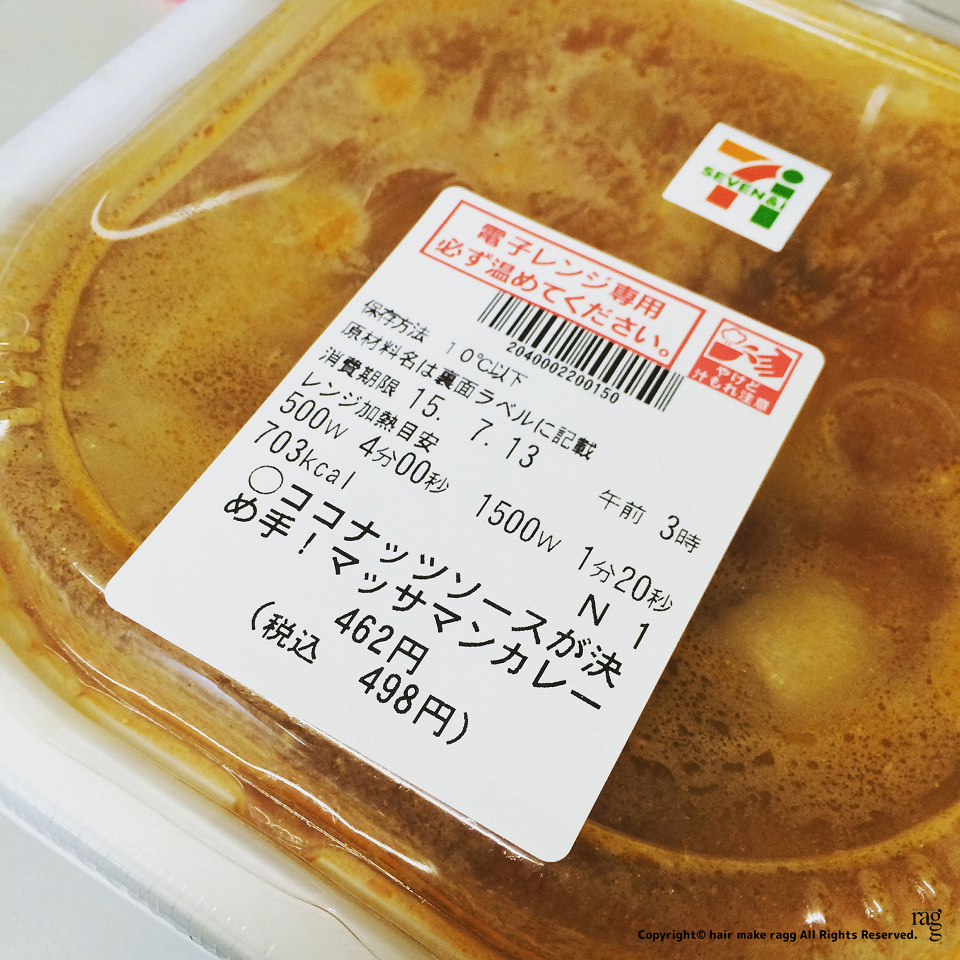 SEVEN&i
電子レンジ専用
必ず温めてください。
やけど
汁もれ注意
2040002200150
保存方法 10℃以下
原材料名は裏面ラベルに記載
消費期限 15. 7.13 午前 3時
レンジ加熱目安
500W 4分00秒 1500W 1分20秒
703kcal N 1
○ココナッツソースが決
め手！マッサマンカレー
462円
(税込 498円)
ragg
Copyright© hair make ragg All Rights Reserved.